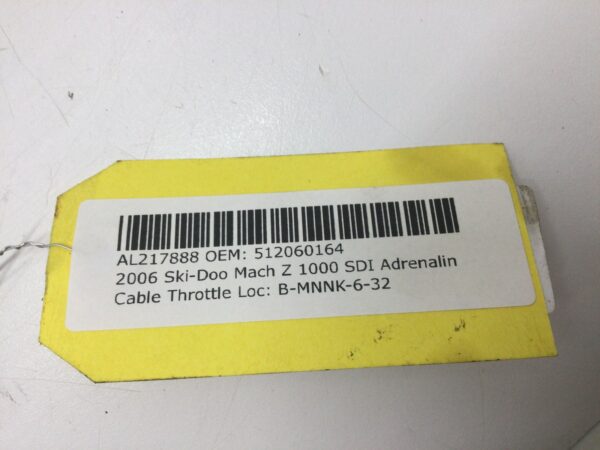 AL217888 OEM: 512060164
2006 Ski-Doo Mach Z 1000 SDI Adrenalin
Cable Throttle Loc: B-MNNK-6-32